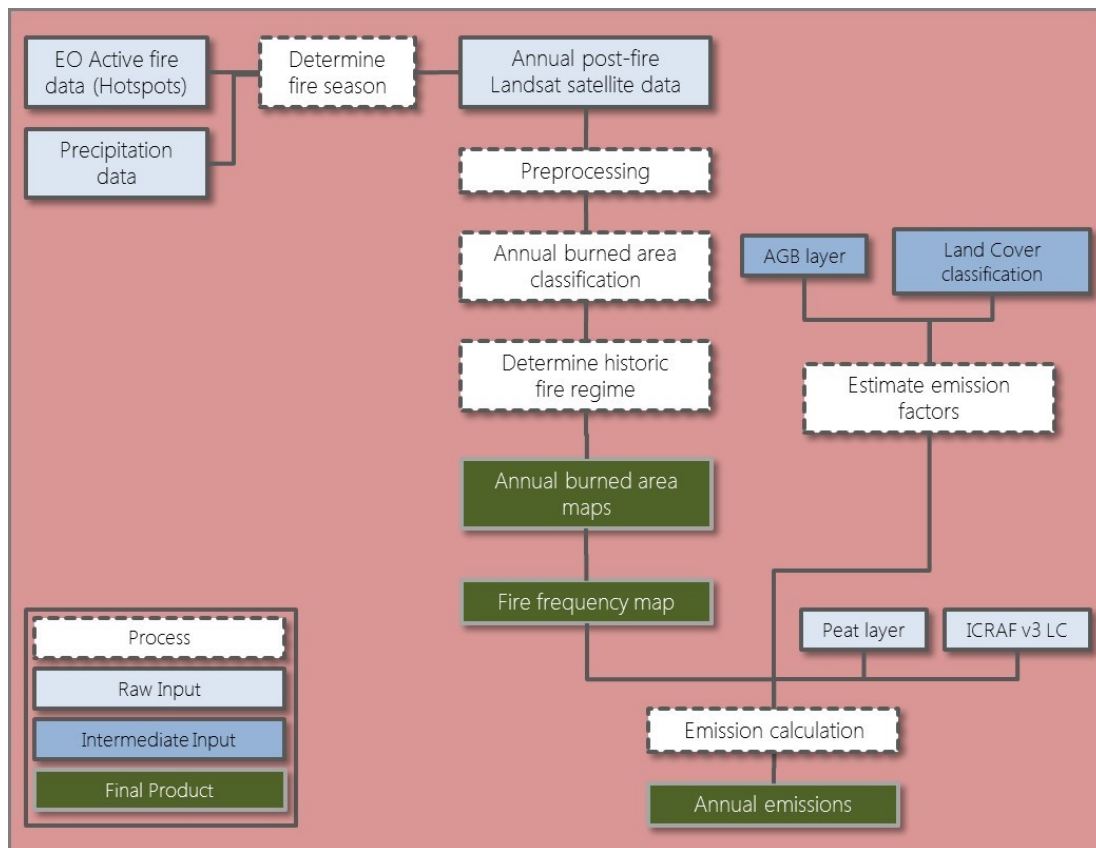 EO Active fire
data (Hotspots)
Determine
fire season
Annual post-fire
Landsat satellite data
Precipitation
data
Preprocessing
Annual burned area
classification
AGB layer
Land Cover
classification
Determine historic
fire regime
Estimate emission
factors
Annual burned area
maps
Fire frequency map
Peat layer
ICRAF v3 LC
Emission calculation
Annual emissions
Process
Raw Input
Intermediate Input
Final Product